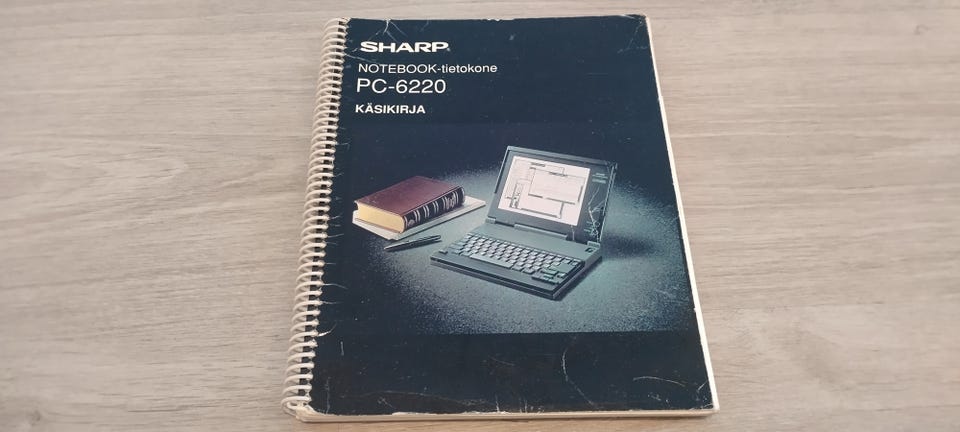 SHARP
NOTEBOOK-tietokone
PC-6220
KÄSIKIRJA